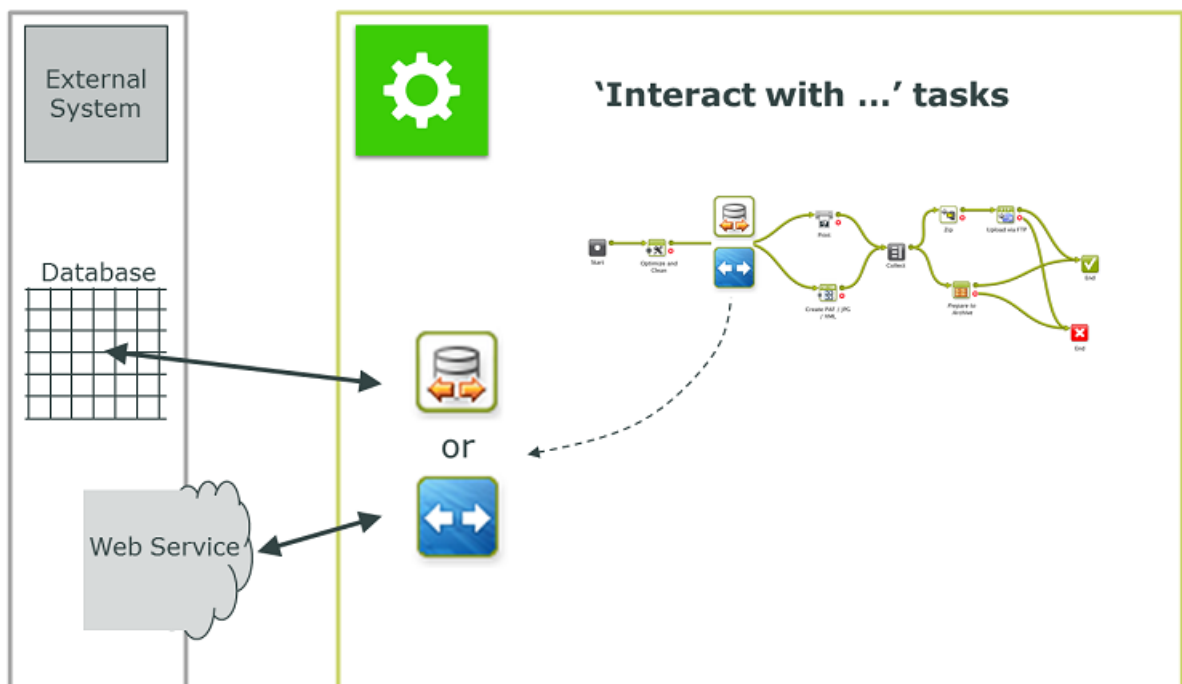 External
System
‘Interact with ...’ tasks
Database
or
Web Service
Start
Optimize and
Clean
Print
Create PAF / JPG
/ XML
Collect
Zip
Upload via FTP
Prepare to
Archive
End
End